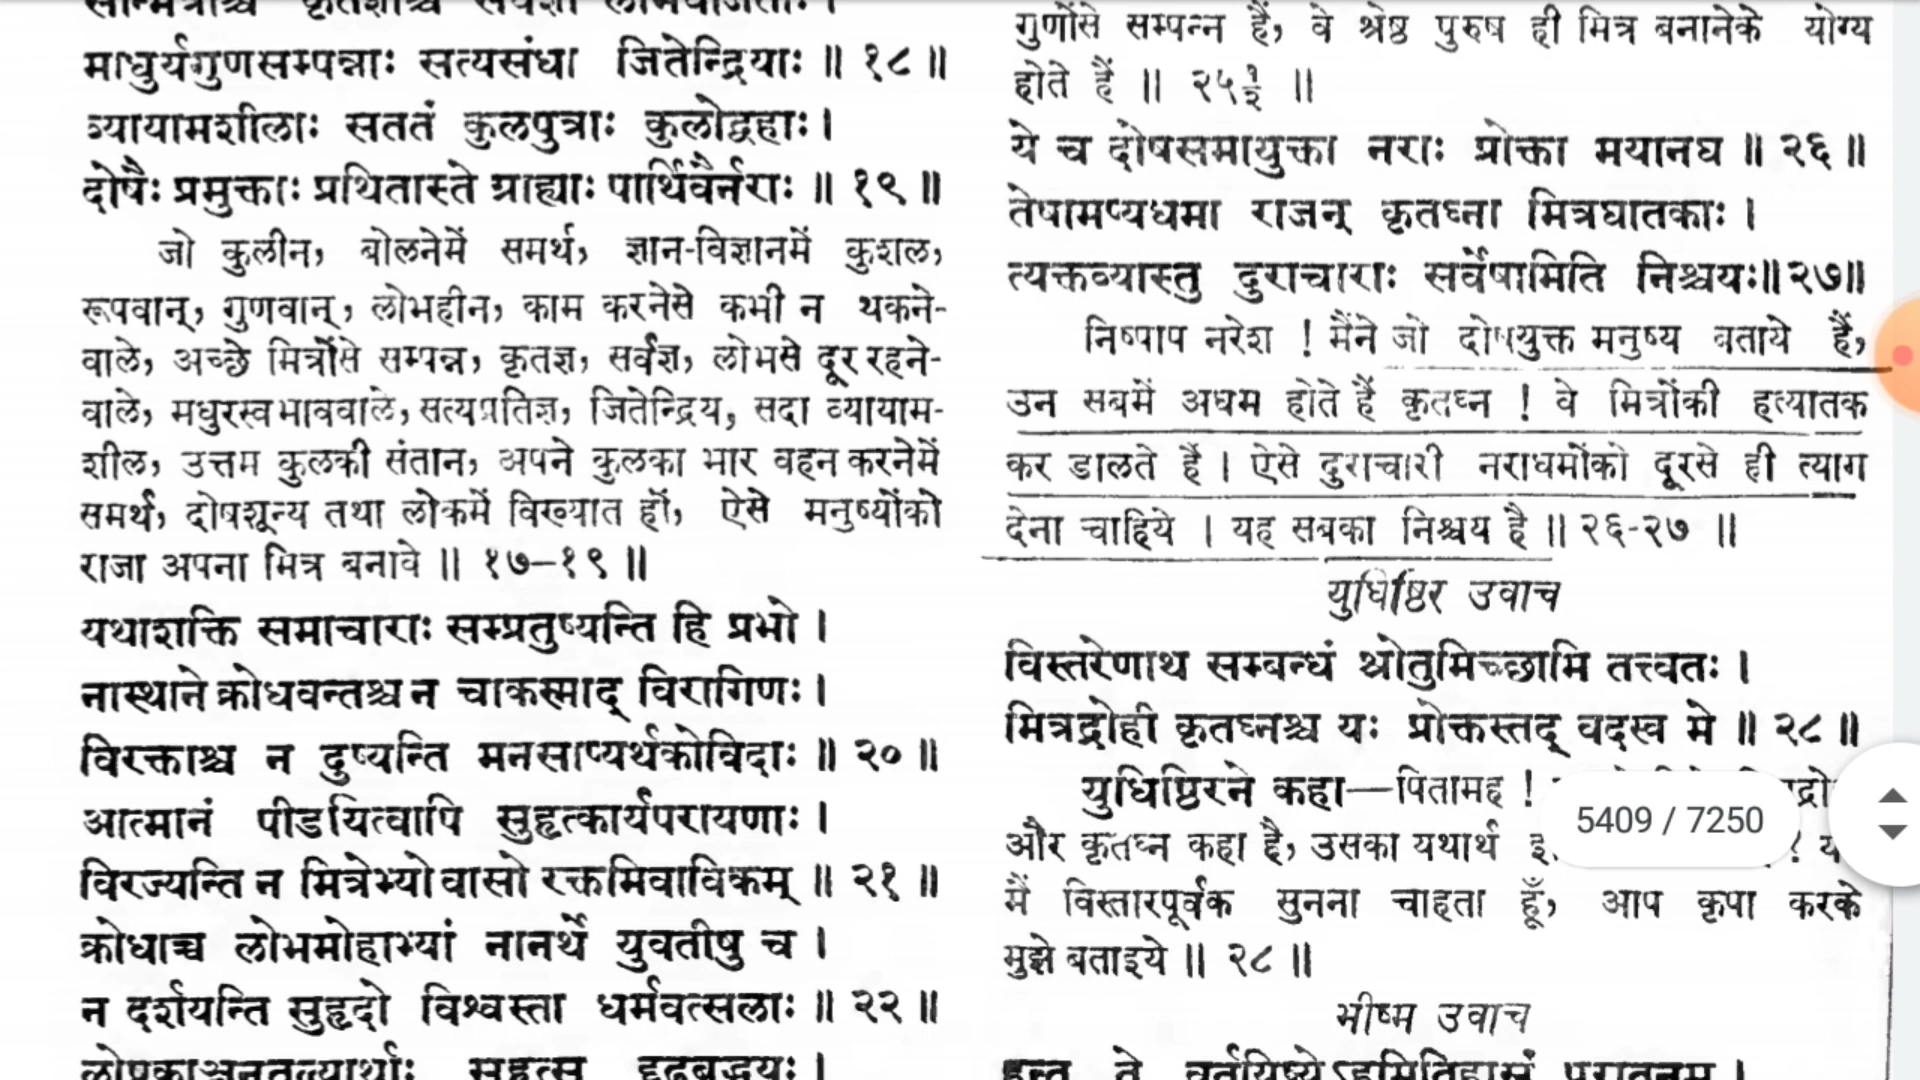 माधुर्यगुणसम्पन्नाः सत्यसंधा जितेन्द्रियाः ॥ १८ ॥
व्यायामशीलाः सततं कुलपुत्राः कुलोद्वहाः ।
दोषैः प्रमुक्ताः प्रथितास्ते ग्राह्याः पार्थिवैर्नराः ॥ १९ ॥
जो कुलीन, बोलनेमें समर्थ, ज्ञान-विज्ञानमें कुशल,
रूपवान्, गुणवान्, लोभहीन, काम करनेसे कभी न थकने-
वाले, अच्छे मित्रोंसे सम्पन्न, कृतज्ञ, सर्वज्ञ, लोभसे दूर रहने-
वाले, मधुरस्वभाववाले, सत्यप्रतिज्ञ, जितेन्द्रिय, सदा व्यायाम-
शील, उत्तम कुलकी संतान, अपने कुलका भार वहन करनेमें
समर्थ, दोषशून्य तथा लोकमें विख्यात हों, ऐसे मनुष्योंको
राजा अपना मित्र बनावे ॥ १७–१९ ॥
यथाशक्ति समाचाराः सम्प्रतुष्यन्ति हि प्रभो ।
नास्थाने क्रोधवन्तश्च न चाकस्माद् विरागिणः ।
विरक्ताश्च न दुष्यन्ति मनसाप्यर्थकोविदाः ॥ २० ॥
आत्मानं पीडयित्वापि सुहृत्कार्यपरायणाः ।
विरज्यन्ति न मित्रेभ्यो वासो रक्तमिवाविकम् ॥ २१ ॥
क्रोधाच्च लोभमोहाभ्यां नानर्थे युवतीषु च ।
न दर्शयन्ति सुहृदो विश्वस्ता धर्मवत्सलाः ॥ २२ ॥
गुणोंसे सम्पन्न हैं, वे श्रेष्ठ पुरुष ही मित्र बनानेके योग्य
होते हैं ॥ २५½ ॥
ये च दोषसमायुक्ता नराः प्रोक्ता मयानघ ॥ २६ ॥
तेषामप्यधमा राजन् कृतघ्ना मित्रघातकाः ।
त्यक्तव्यास्तु दुराचाराः सर्वेषामिति निश्चयः॥२७॥
निष्पाप नरेश ! मैंने जो दोषयुक्त मनुष्य बताये हैं,
उन सबमें अधम होते हैं कृतघ्न ! वे मित्रोंकी हत्यातक
कर डालते हैं । ऐसे दुराचारी नराधमोंको दूरसे ही त्याग
देना चाहिये । यह सबका निश्चय है ॥ २६-२७ ॥
युधिष्ठिर उवाच
विस्तरेणाथ सम्बन्धं श्रोतुमिच्छामि तत्त्वतः ।
मित्रद्रोही कृतघ्नश्च यः प्रोक्तस्तद् वदस्व मे ॥ २८ ॥
युधिष्ठिरने कहा—पितामह !
और कृतघ्न कहा है, उसका यथार्थ
मैं विस्तारपूर्वक सुनना चाहता हूँ, आप कृपा करके
मुझे बताइये ॥ २८ ॥
भीष्म उवाच
हन्त ते वर्तयिष्येऽहमितिहासं पुरातनम् ।
5409 / 7250